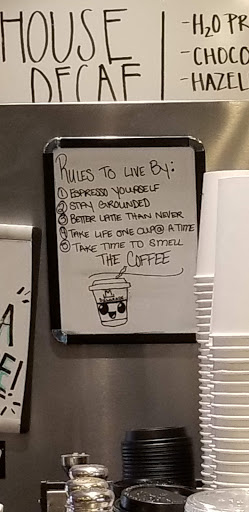 HOUSE
DECAF
-H2O PR
-CHOCO
-HAZEL
RULES TO LIVE BY:
① ESPRESSO YOURSELF
② STAY GROUNDED
③ BETTER LATTE THAN NEVER
④ TAKE LIFE ONE CUP@ A TIME
⑤ TAKE TIME TO SMELL
THE COFFEE
A
E!